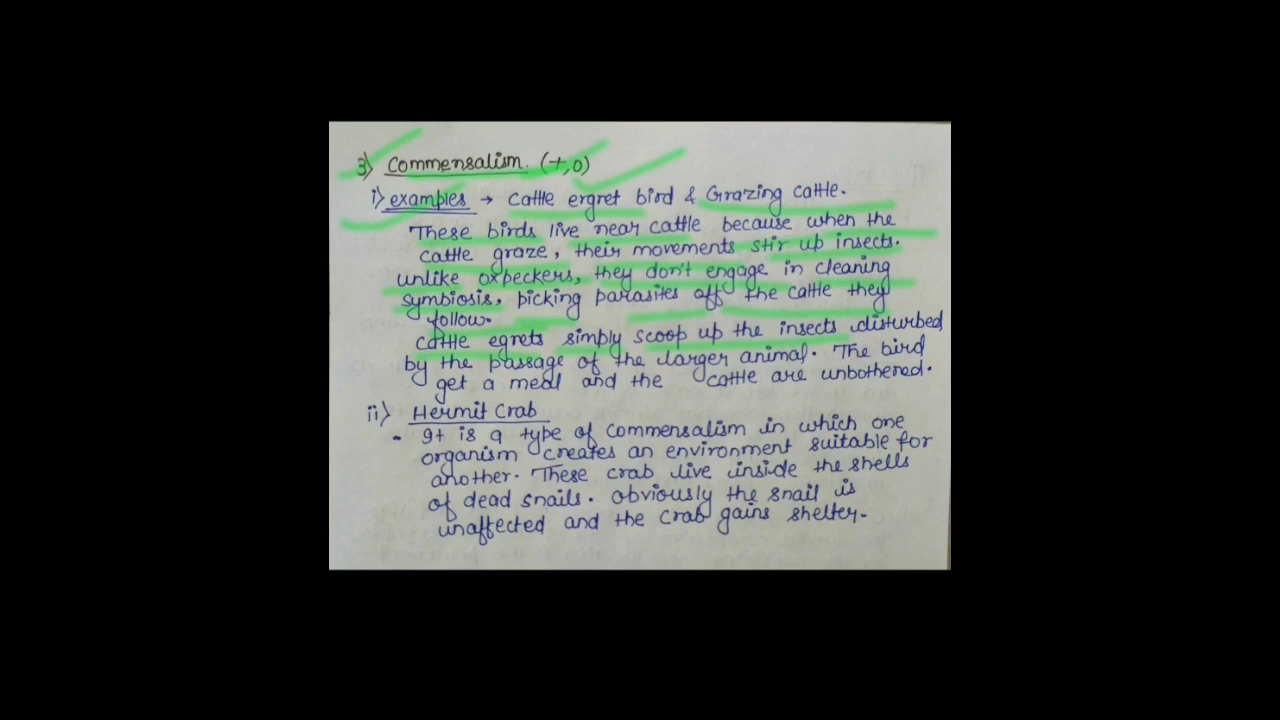 3) Commensalism. (+,0)
i) examples → Cattle ergret bird & Grazing cattle.
These birds live near cattle because when the
cattle graze, their movements stir up insects.
unlike oxpeckers, they don't engage in cleaning
symbiosis, picking parasites off the cattle they
follow.
Cattle egrets simply scoop up the insects disturbed
by the passage of the larger animal. The bird
get a meal and the cattle are unbothered.
ii) Hermit Crab
- It is a type of commensalism in which one
organism creates an environment suitable for
another. These crab live inside the shells
of dead snails. obviously the snail is
unaffected and the crab gains shelter.